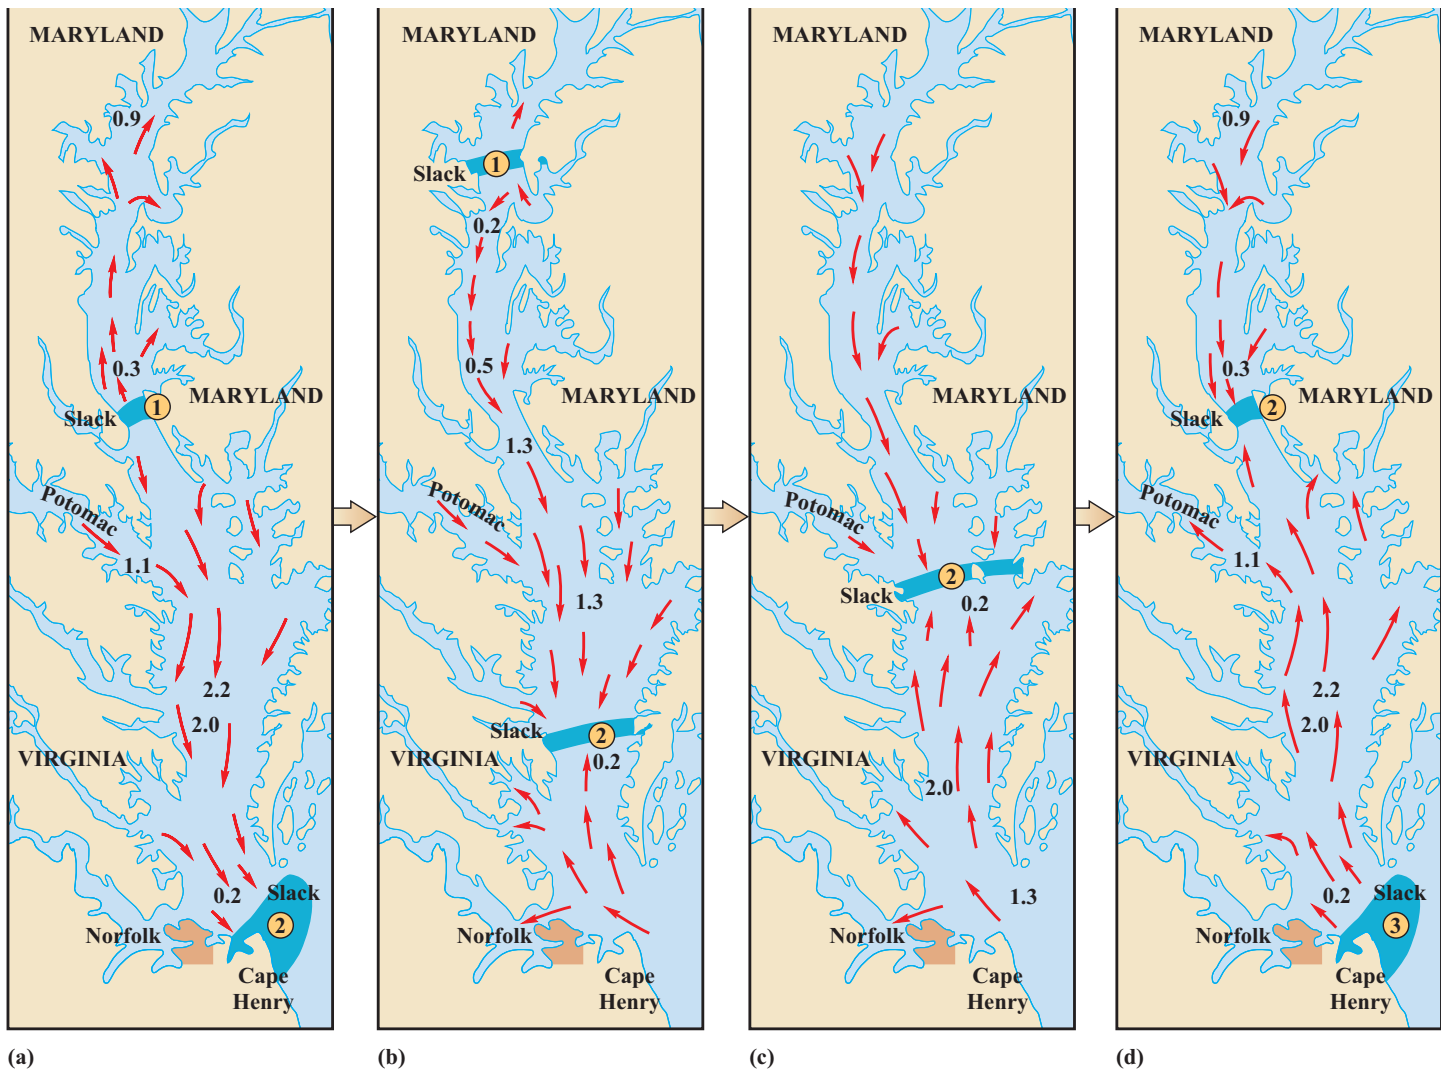 MARYLAND
0.9
0.3
MARYLAND
Slack
1
Potomac
1.1
2.2
2.0
VIRGINIA
0.2
Slack
2
Norfolk
Cape
Henry
(a)
MARYLAND
Slack
1
0.2
0.5
MARYLAND
1.3
Potomac
1.3
Slack
2
VIRGINIA
0.2
Norfolk
Cape
Henry
(b)
MARYLAND
Potomac
2
Slack
0.2
VIRGINIA
2.0
1.3
Norfolk
Cape
Henry
(c)
MARYLAND
0.9
0.3
MARYLAND
Slack
2
Potomac
1.1
2.2
2.0
VIRGINIA
0.2
Slack
3
Norfolk
Cape
Henry
(d)